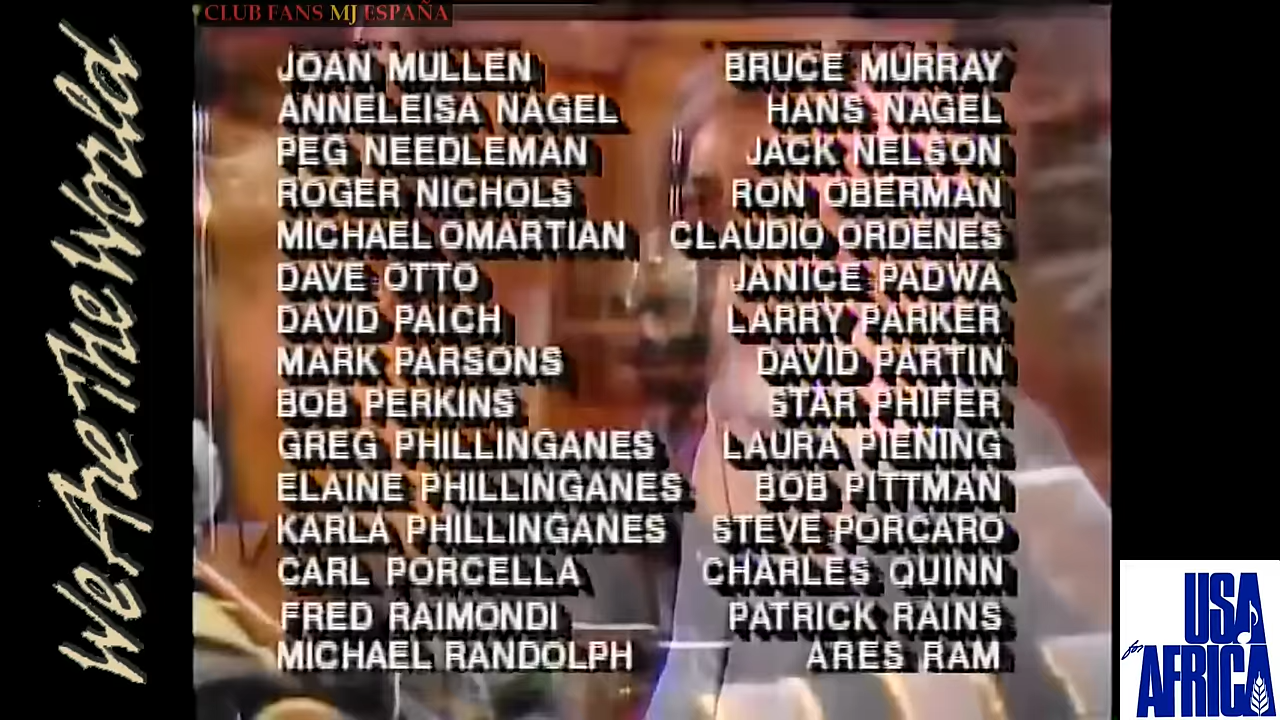 CLUB FANS MJ ESPAÑA
We Are The World
JOAN MULLEN BRUCE MURRAY
ANNELEISA NAGEL HANS NAGEL
PEG NEEDLEMAN JACK NELSON
ROGER NICHOLS RON OBERMAN
MICHAEL OMARTIAN CLAUDIO ORDENES
DAVE OTTO JANICE PADWA
DAVID PAICH LARRY PARKER
MARK PARSONS DAVID PARTIN
BOB PERKINS STAR PHIFER
GREG PHILLINGANES LAURA PIENING
ELAINE PHILLINGANES BOB PITTMAN
KARLA PHILLINGANES STEVE PORCARO
CARL PORCELLA CHARLES QUINN
FRED RAIMONDI PATRICK RAINS
MICHAEL RANDOLPH ARES RAM
USA
for
AFRICA